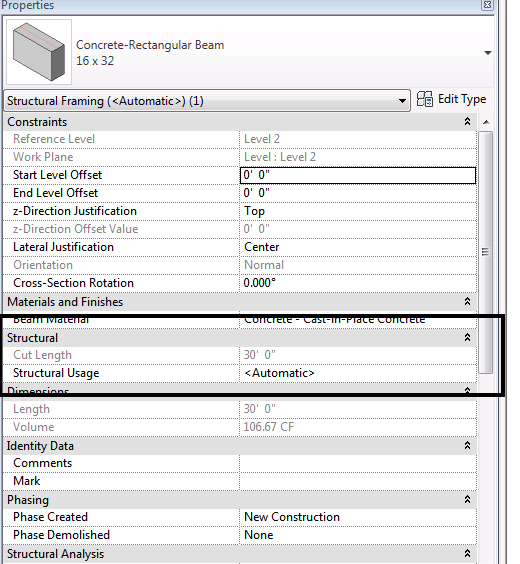 Properties
Concrete-Rectangular Beam
16 x 32
Structural Framing (<Automatic>) (1)
Edit Type
Constraints
Reference Level Level 2
Work Plane Level : Level 2
Start Level Offset 0' 0"
End Level Offset 0' 0"
z-Direction Justification Top
z-Direction Offset Value 0' 0"
Lateral Justification Center
Orientation Normal
Cross-Section Rotation 0.000°
Materials and Finishes
Beam Material Concrete - Cast-In-Place Concrete
Structural
Cut Length 30' 0"
Structural Usage <Automatic>
Dimensions
Length 30' 0"
Volume 106.67 CF
Identity Data
Comments
Mark
Phasing
Phase Created New Construction
Phase Demolished None
Structural Analysis